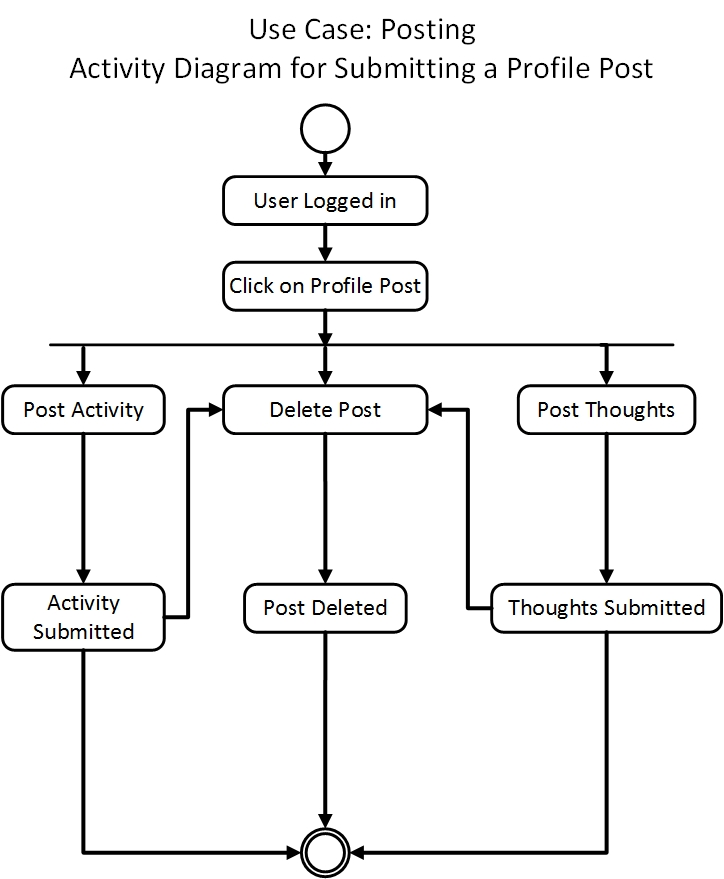 Use Case: Posting
Activity Diagram for Submitting a Profile Post
User Logged in
Click on Profile Post
Post Activity
Delete Post
Post Thoughts
Activity
Submitted
Post Deleted
Thoughts Submitted